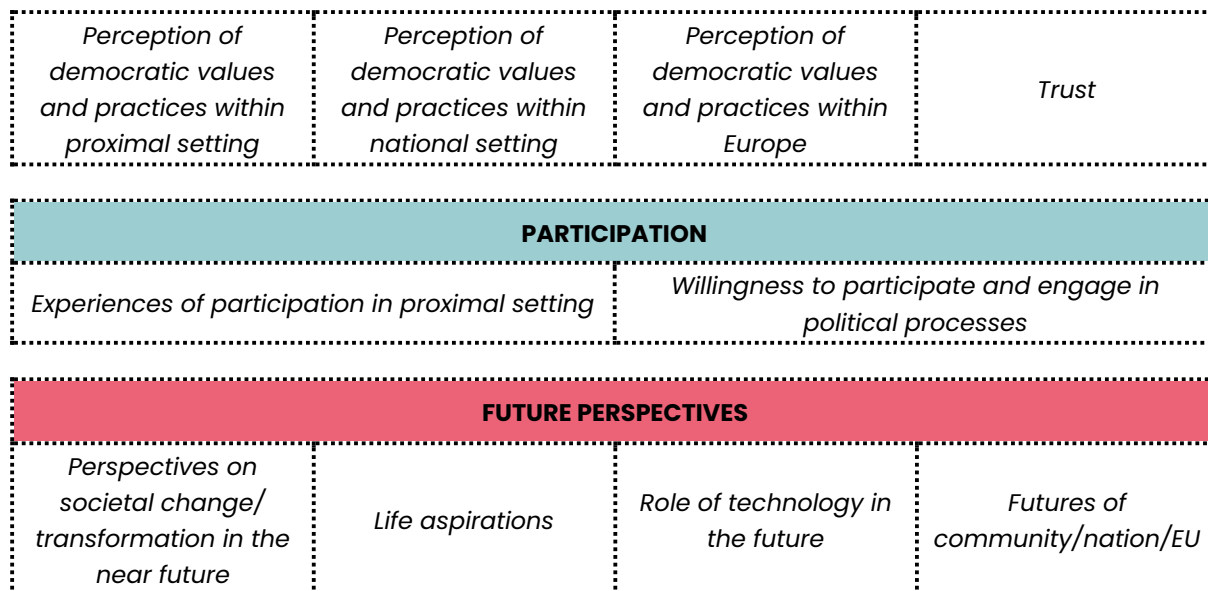 Perception of
democratic values
and practices within
proximal setting
Perception of
democratic values
and practices within
national setting
Perception of
democratic values
and practices within
Europe
Trust
PARTICIPATION
Experiences of participation in proximal setting
Willingness to participate and engage in
political processes
FUTURE PERSPECTIVES
Perspectives on
societal change/
transformation in the
near future
Life aspirations
Role of technology in
the future
Futures of
community/nation/EU